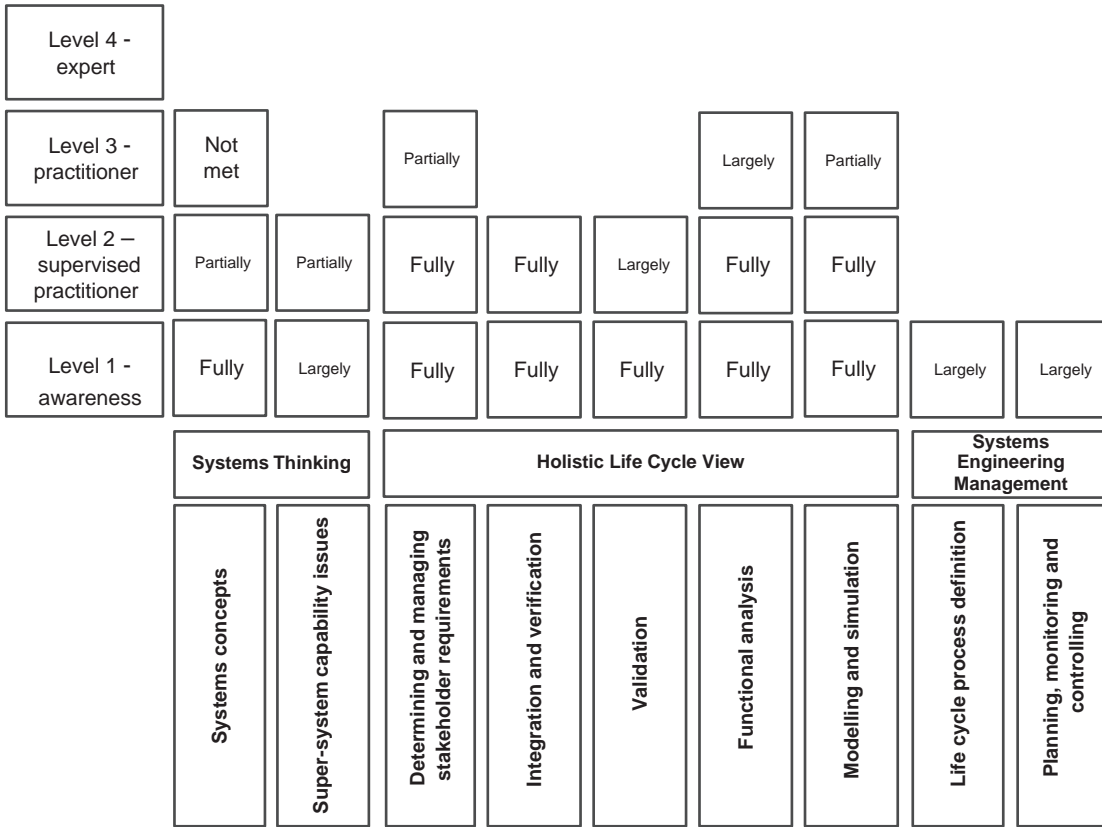 Level 4 -
expert
Level 3 -
practitioner
Not
met
Partially
Largely
Partially
Level 2 –
supervised
practitioner
Partially
Partially
Fully
Fully
Largely
Fully
Fully
Level 1 -
awareness
Fully
Largely
Fully
Fully
Fully
Fully
Fully
Largely
Largely
Systems Thinking
Holistic Life Cycle View
Systems
Engineering
Management
Systems concepts
Super-system capability issues
Determining and managing
stakeholder requirements
Integration and verification
Validation
Functional analysis
Modelling and simulation
Life cycle process definition
Planning, monitoring and
controlling